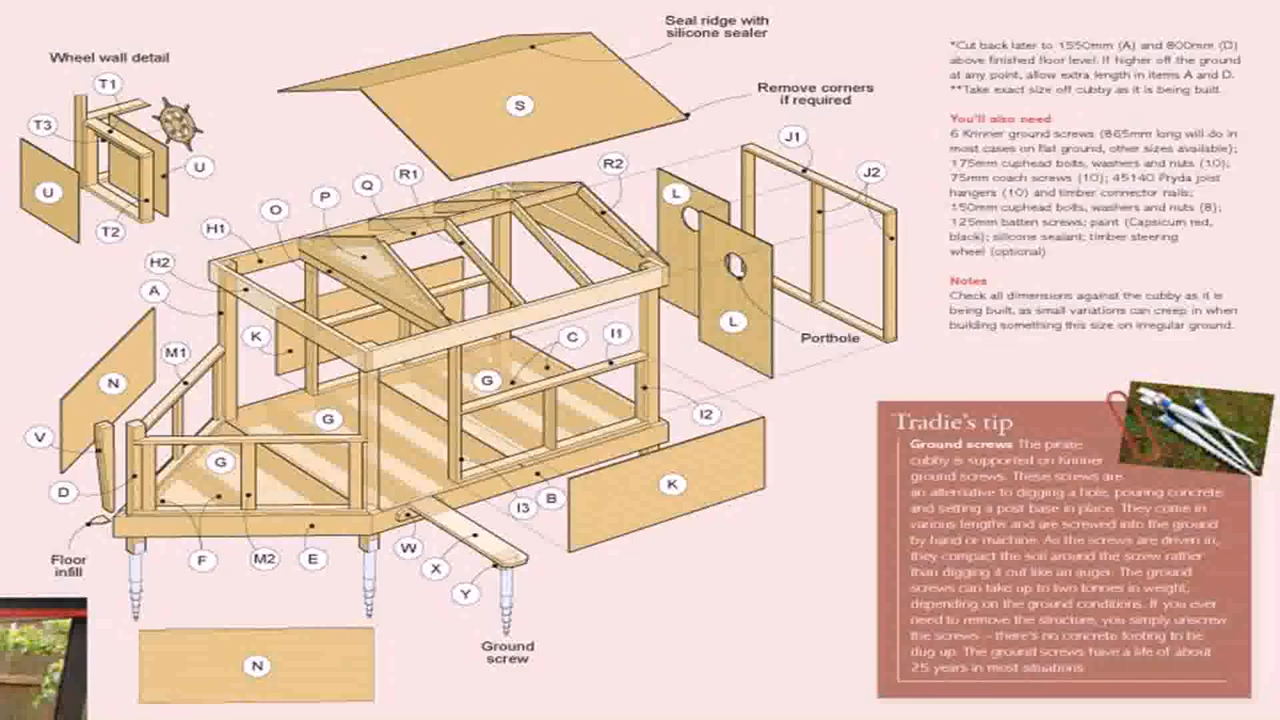 Seal ridge with
silicone sealer
Wheel wall detail
T1
T3
U
U
T2
S
Remove corners
if required
J1
J2
R2
R1
Q
P
O
H1
H2
A
L
L
Porthole
K
M1
N
V
D
Floor
infill
G
G
G
C
I1
I2
K
B
I3
F
M2
E
W
X
Y
Ground
screw
N
*Cut back later to 1550mm (A) and 800mm (D)
above finished floor level. If higher off the ground
at any point, allow extra length in items A and D.
**Take exact size off cubby as it is being built.
You'll also need
6 Krinner ground screws (865mm long will do in
most cases on flat ground, other sizes available);
175mm cuphead bolts, washers and nuts (10);
75mm coach screws (10); 45140 Pryda joist
hangers (10) and timber connector nails;
150mm cuphead bolts, washers and nuts (8);
125mm batten screws; paint (Capsicum red,
black); silicone sealant; timber steering
wheel (optional)
Notes
Check all dimensions against the cubby as it is
being built, as small variations can creep in when
building something this size on irregular ground.
Tradie's tip
Ground screws The pirate
cubby is supported on Krinner
ground screws. These screws are
an alternative to digging a hole, pouring concrete
and setting a post base in place. They come in
various lengths and are screwed into the ground
by hand or machine. As the screws are driven in,
they compact the soil around the screw rather
than digging it out like an auger. The ground
screws can take up to two tonnes in weight,
depending on the ground conditions. If you ever
need to remove the structure, you simply unscrew
the screws – there's no concrete footing to be
dug up. The ground screws have a life of about
25 years in most situations.